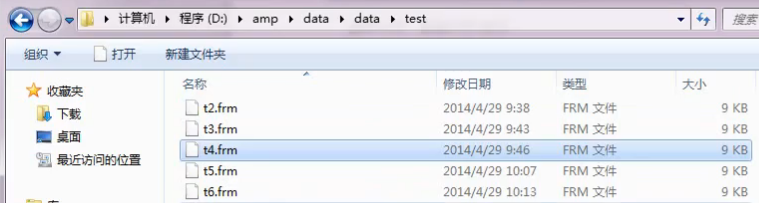 计算机 程序 (D:) amp data data test 搜索
组织 打开 新建文件夹
名称 修改日期 类型 大小
收藏夹
下载
桌面
最近访问的位置
t2.frm 2014/4/29 9:38 FRM 文件 9 KB
t3.frm 2014/4/29 9:43 FRM 文件 9 KB
t4.frm 2014/4/29 9:46 FRM 文件 9 KB
t5.frm 2014/4/29 10:07 FRM 文件 9 KB
t6.frm 2014/4/29 10:13 FRM 文件 9 KB